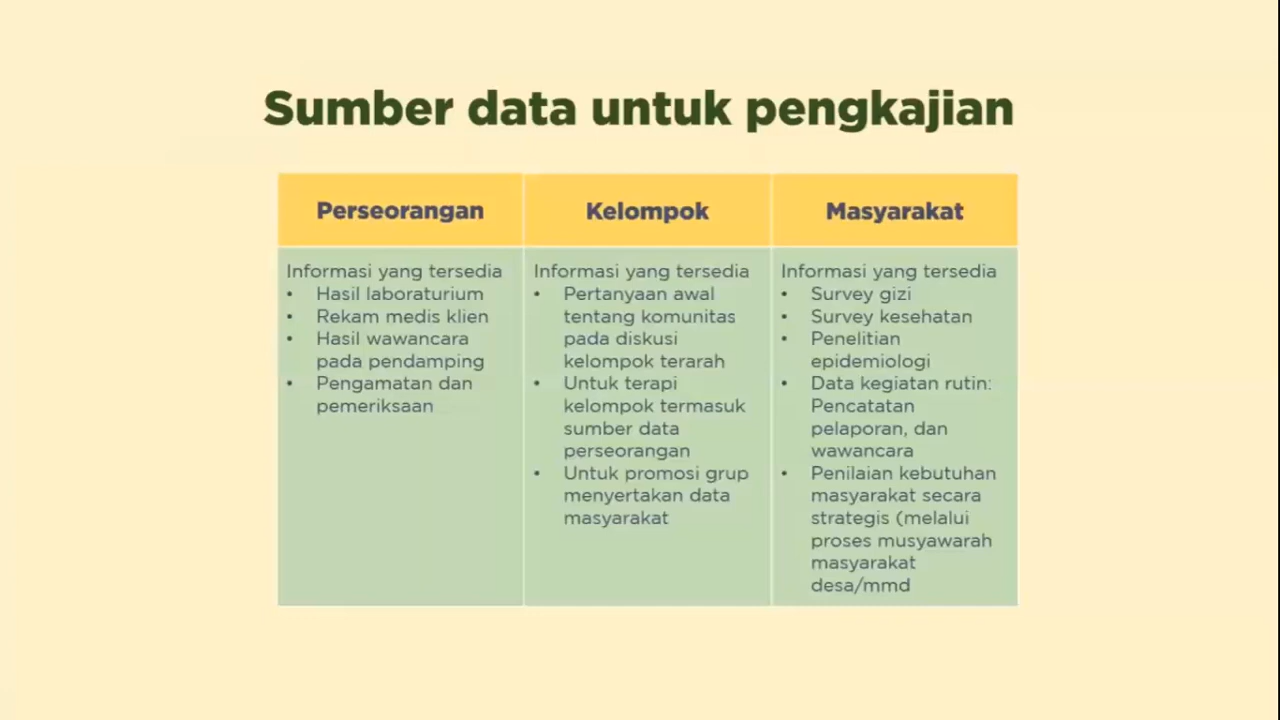 Sumber data untuk pengkajian
Perseorangan
Kelompok
Masyarakat
Informasi yang tersedia
• Hasil laboraturium
• Rekam medis klien
• Hasil wawancara
pada pendamping
• Pengamatan dan
pemeriksaan
Informasi yang tersedia
• Pertanyaan awal
tentang komunitas
pada diskusi
kelompok terarah
• Untuk terapi
kelompok termasuk
sumber data
perseorangan
• Untuk promosi grup
menyertakan data
masyarakat
Informasi yang tersedia
• Survey gizi
• Survey kesehatan
• Penelitian
epidemiologi
• Data kegiatan rutin:
Pencatatan
pelaporan, dan
wawancara
• Penilaian kebutuhan
masyarakat secara
strategis (melalui
proses musyawarah
masyarakat
desa/mmd